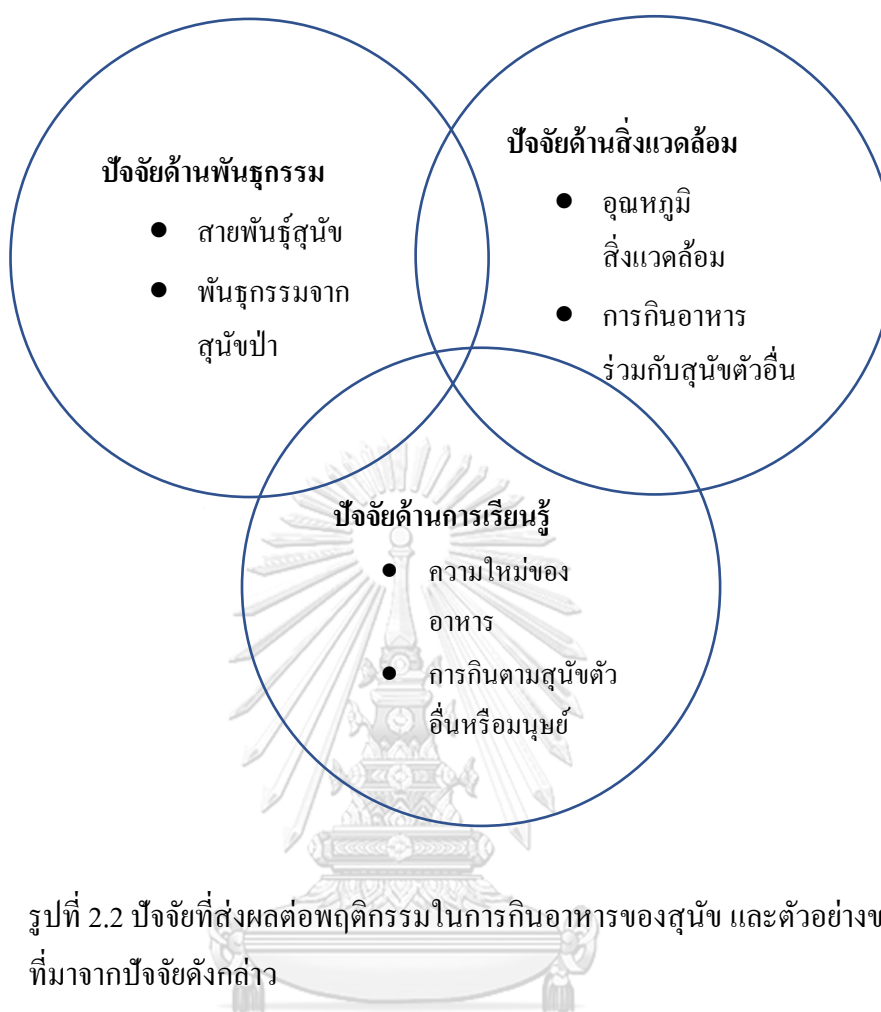 ปัจจัยด้านพันธุกรรม
● สายพันธุ์สุนัข
● พันธุกรรมจาก
สุนัขป่า
ปัจจัยด้านสิ่งแวดล้อม
● อุณหภูมิ
สิ่งแวดล้อม
● การกินอาหาร
ร่วมกับสุนัขตัวอื่น
ปัจจัยด้านการเรียนรู้
● ความใหม่ของ
อาหาร
● การกินตามสุนัขตัว
อื่นหรือมนุษย์
รูปที่ 2.2 ปัจจัยที่ส่งผลต่อพฤติกรรมในการกินอาหารของสุนัข และตัวอย่างข
ที่มาจากปัจจัยดังกล่าว